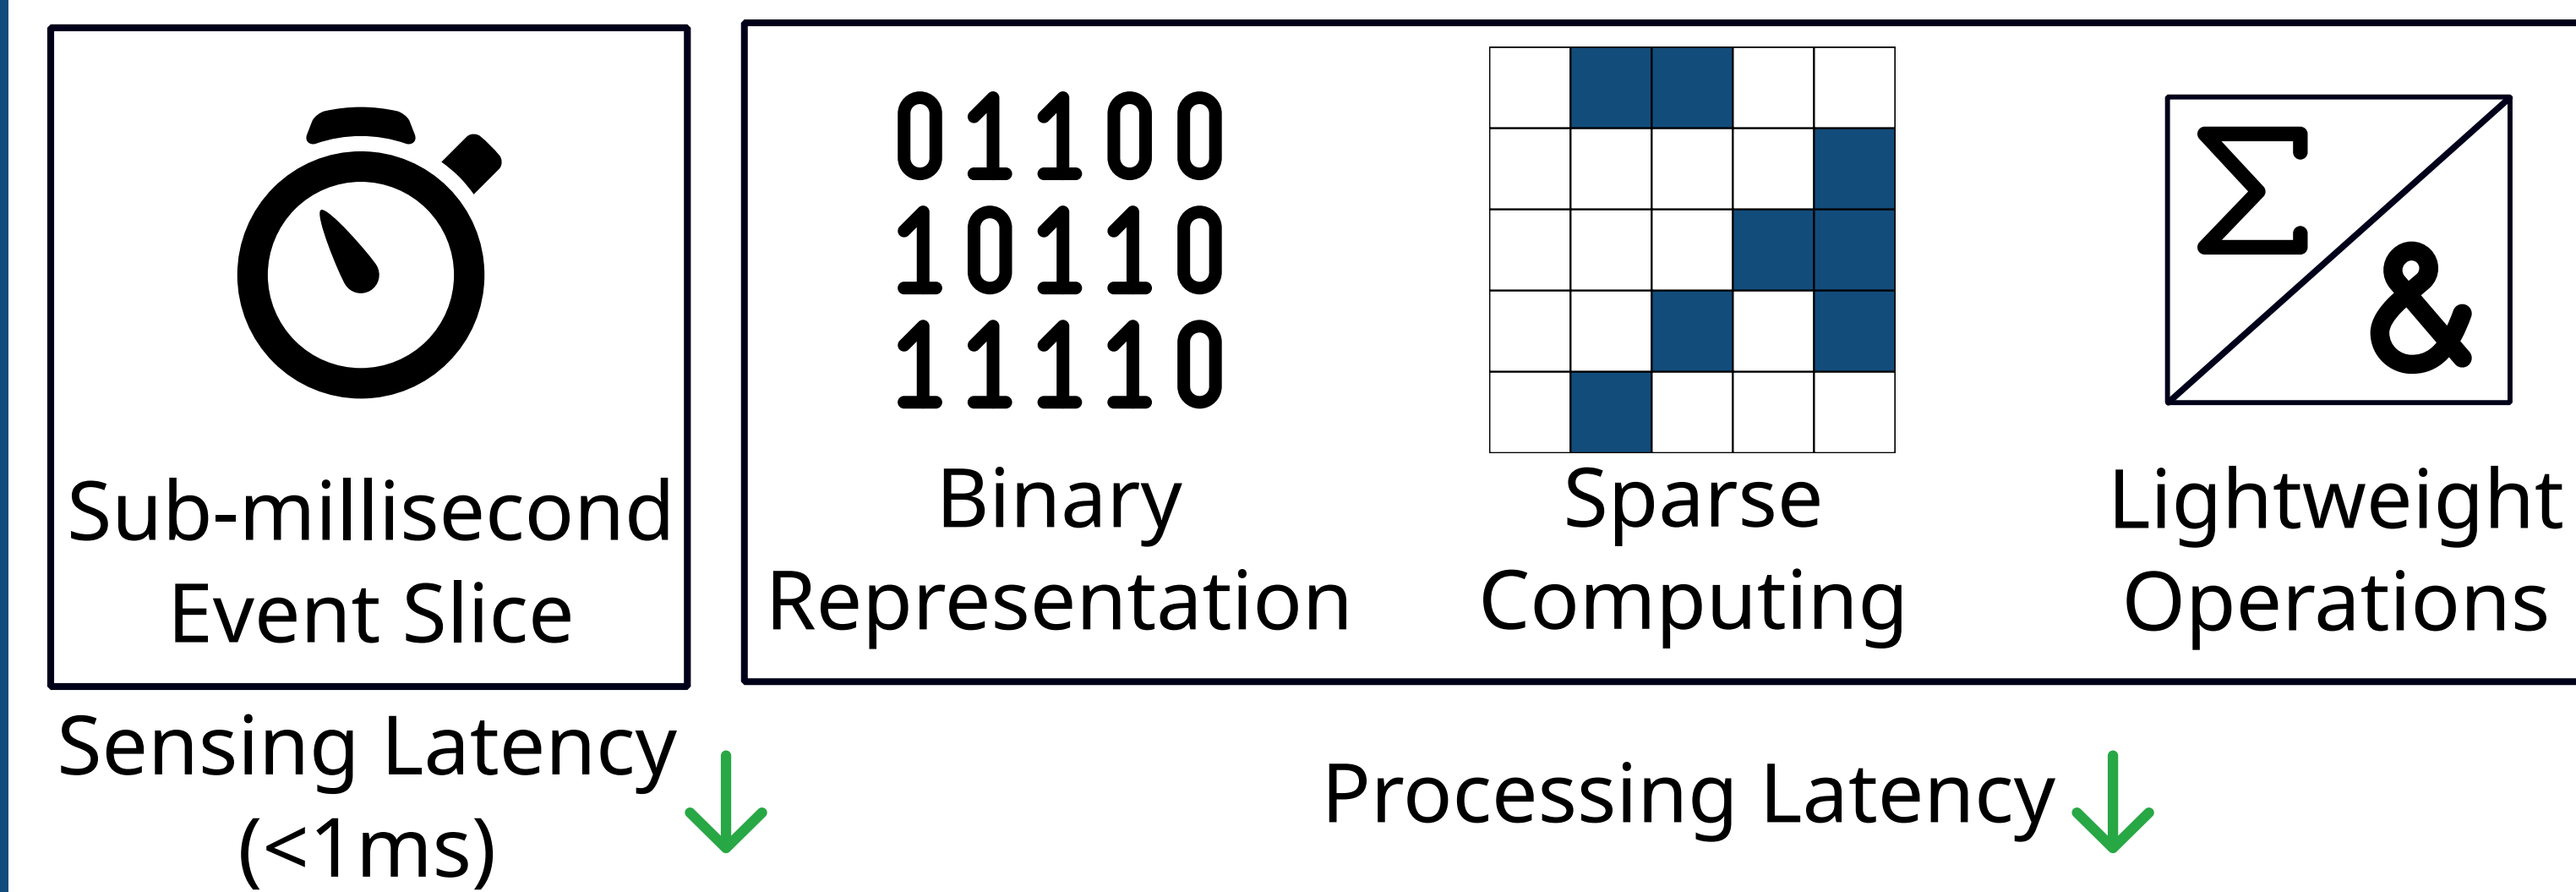 01100
10110
11110
Σ
&
Sub-millisecond
Event Slice
Binary
Representation
Sparse
Computing
Lightweight
Operations
Sensing Latency
(<1ms)
Processing Latency